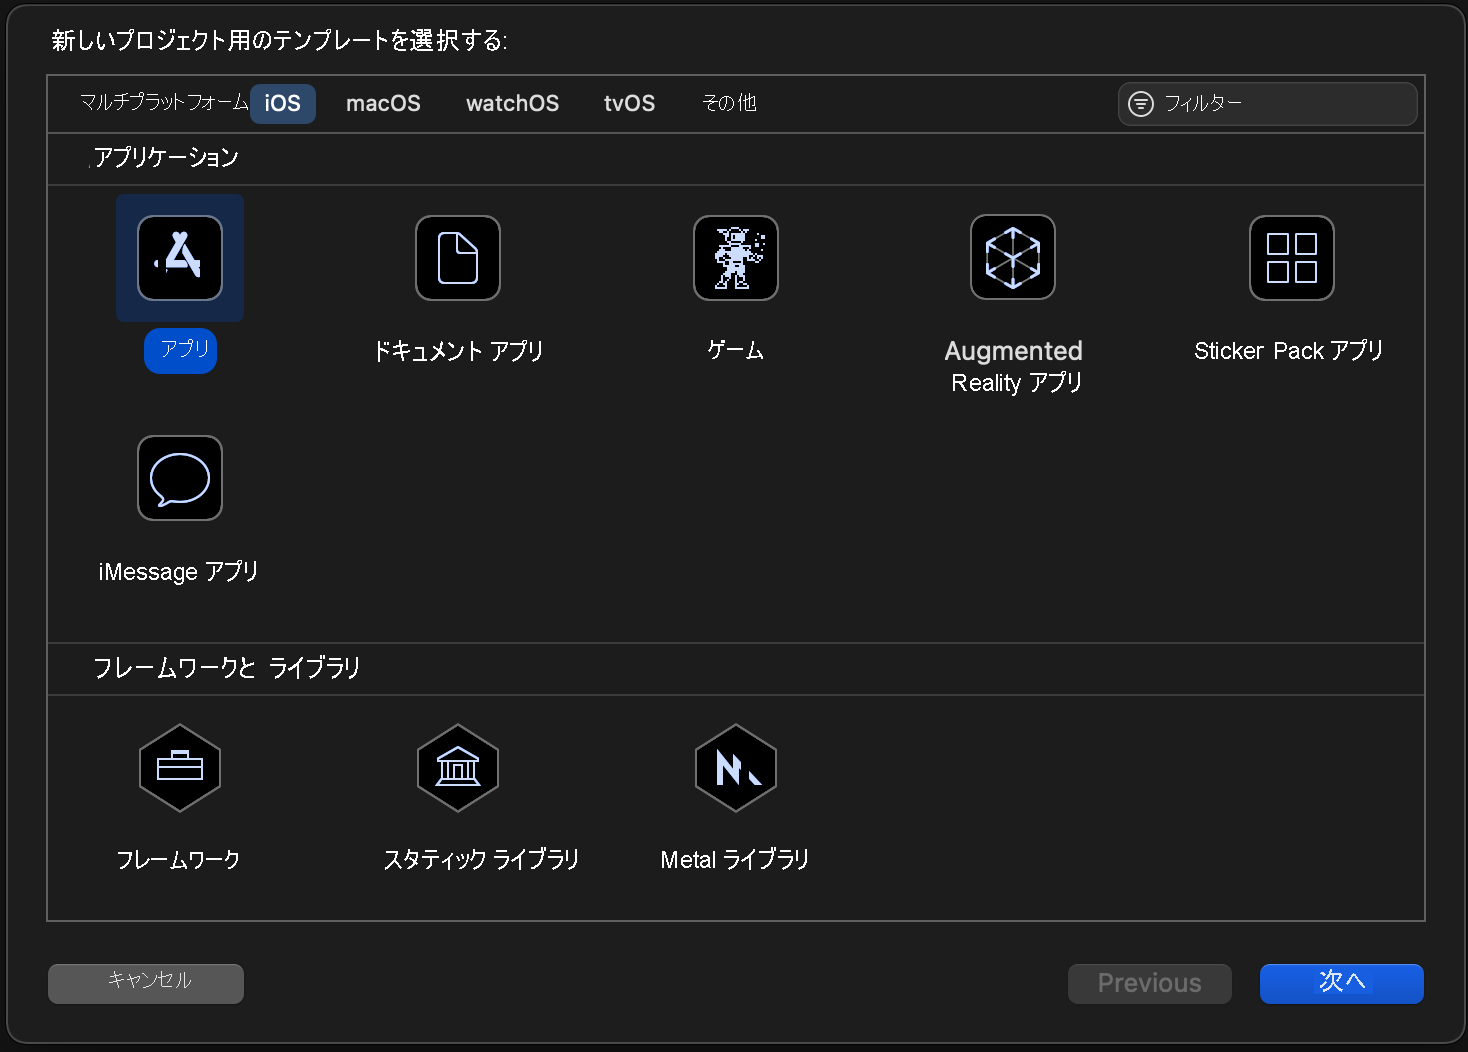 新しいプロジェクト用のテンプレートを選択する:
マルチプラットフォーム iOS macOS watchOS tvOS その他 フィルター
アプリケーション
アプリ ドキュメント アプリ ゲーム Augmented Reality アプリ Sticker Pack アプリ
iMessage アプリ
フレームワークと ライブラリ
フレームワーク スタティック ライブラリ Metal ライブラリ
キャンセル Previous 次へ